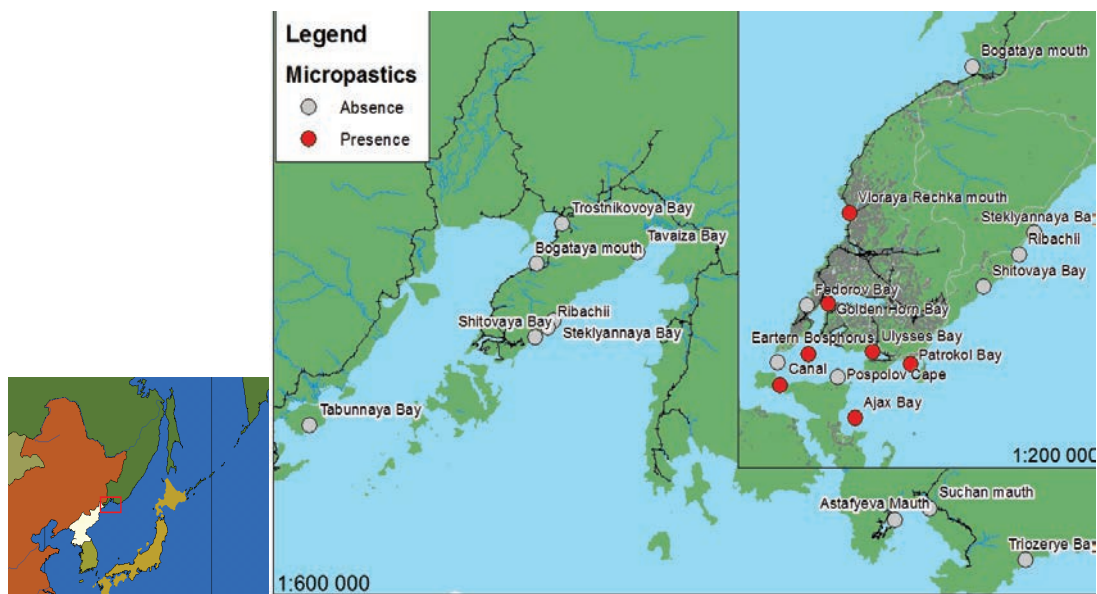 Legend
Micropastics
Absence
Presence
Trostnikovoya Bay
Bogataya mouth
Tavaiza Bay
Ribachii
Shitovaya Bay
Steklyannaya Bay
Tabunnaya Bay
1:600 000
Bogataya mouth
Vloraya Rechka mouth
Steklyannaya Bay
Ribachii
Shitovaya Bay
Fedorov Bay
Golden Horn Bay
Eartern Bosphorus
Ulysses Bay
Patrokol Bay
Canal
Pospolov Cape
Ajax Bay
1:200 000
Astafyeva Mauth
Suchan mauth
Triozerye Bay